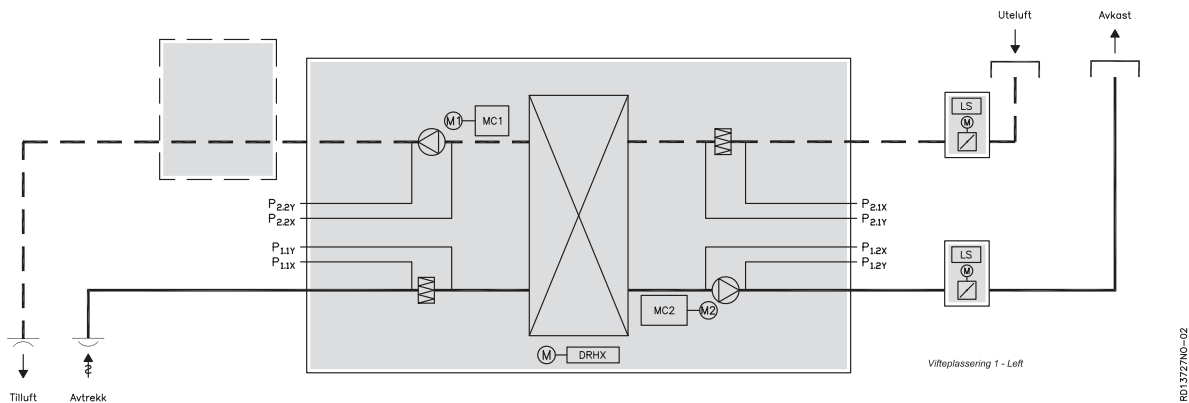 Uteluft
Avkast
LS
M
M1
MC1
P2.2Y
P2.2X
P2.1X
P2.1Y
P1.1Y
P1.1X
P1.2X
P1.2Y
LS
M
MC2
M2
M
DRHX
Vifteplassering 1 - Left
Tilluft
Avtrekk
RD13727NO-02